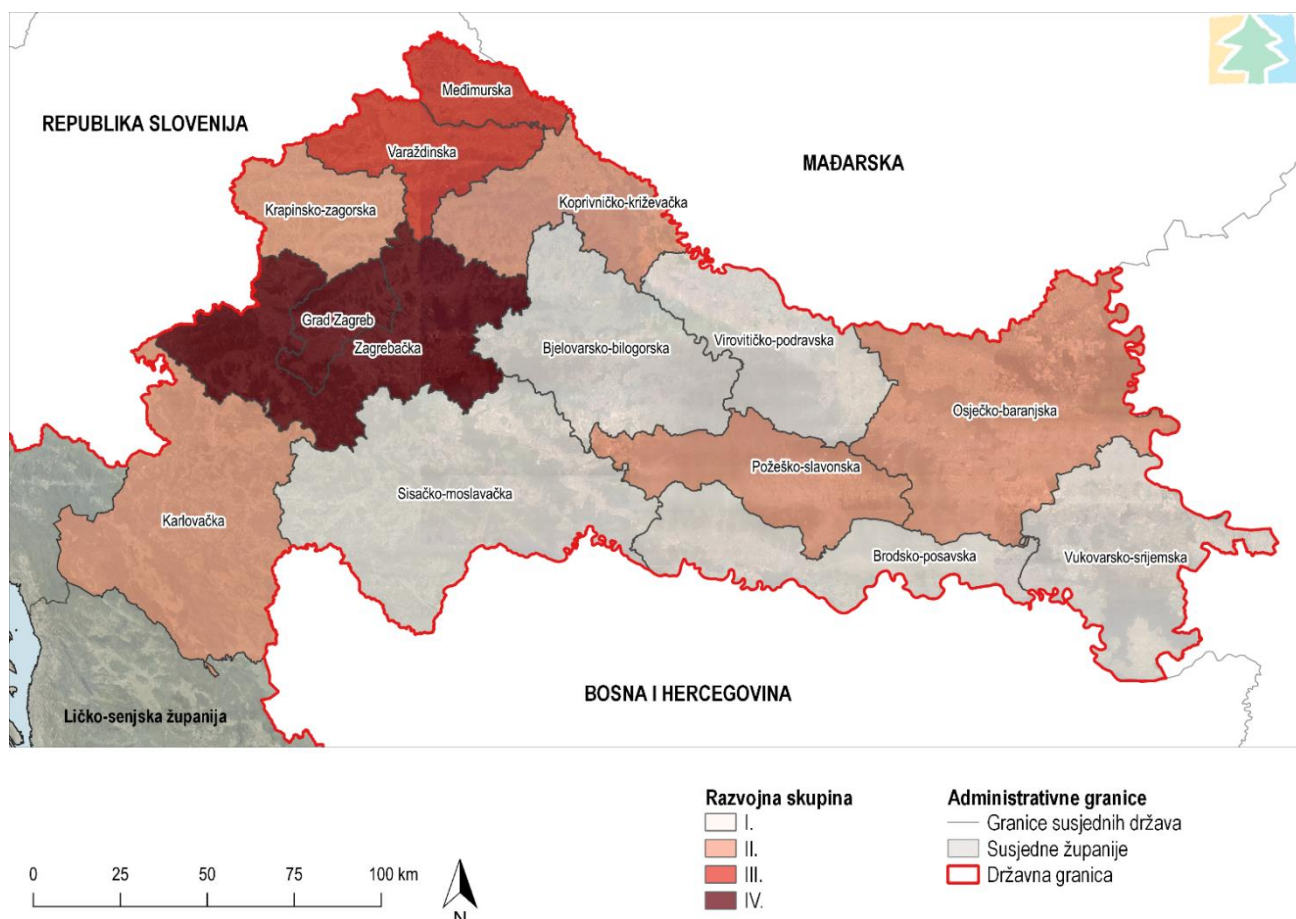 Međimurska
REPUBLIKA SLOVENIJA
Varaždinska
MAĐARSKA
Krapinsko-zagorska
Koprivničko-križevačka
Grad Zagreb
Zagrebačka
Bjelovarsko-bilogorska
Virovitičko-podravska
Osječko-baranjska
Požeško-slavonska
Sisačko-moslavačka
Karlovačka
Brodsko-posavska
Vukovarsko-srijemska
BOSNA I HERCEGOVINA
Ličko-senjska županija
0 25 50 75 100 km
N
Razvojna skupina
I.
II.
III.
IV.
Administrativne granice
Granice susjednih država
Susjedne županije
Državna granica